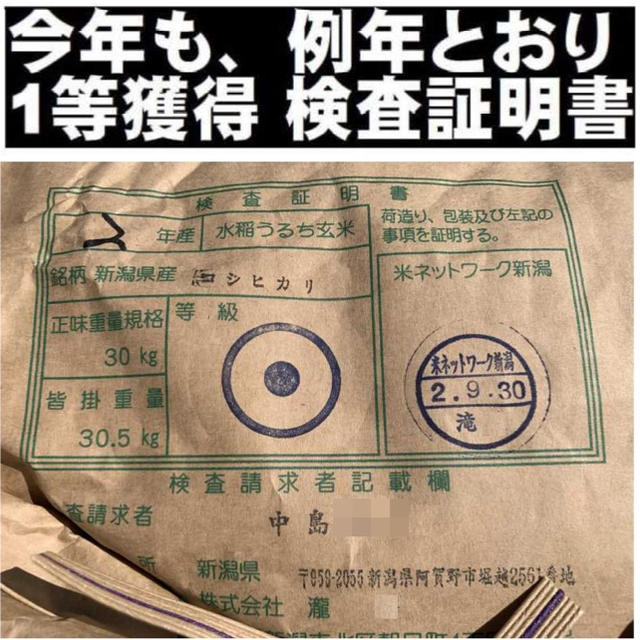 今年も、例年とおり
1等獲得 検査証明書
検査証明書
2 年産 水稲うるち玄米
荷造り、包装及び左記の
事項を証明する。
銘柄 新潟県産 コシヒカリ
米ネットワーク新潟
正味重量規格
30 kg
等級
皆掛重量
30.5 kg
米ネットワーク新潟
2.9.30
滝
検査請求者記載欄
査請求者 中島
所 新潟県 〒959-2055 新潟県阿賀野市堀越2561番地
株式会社 瀧